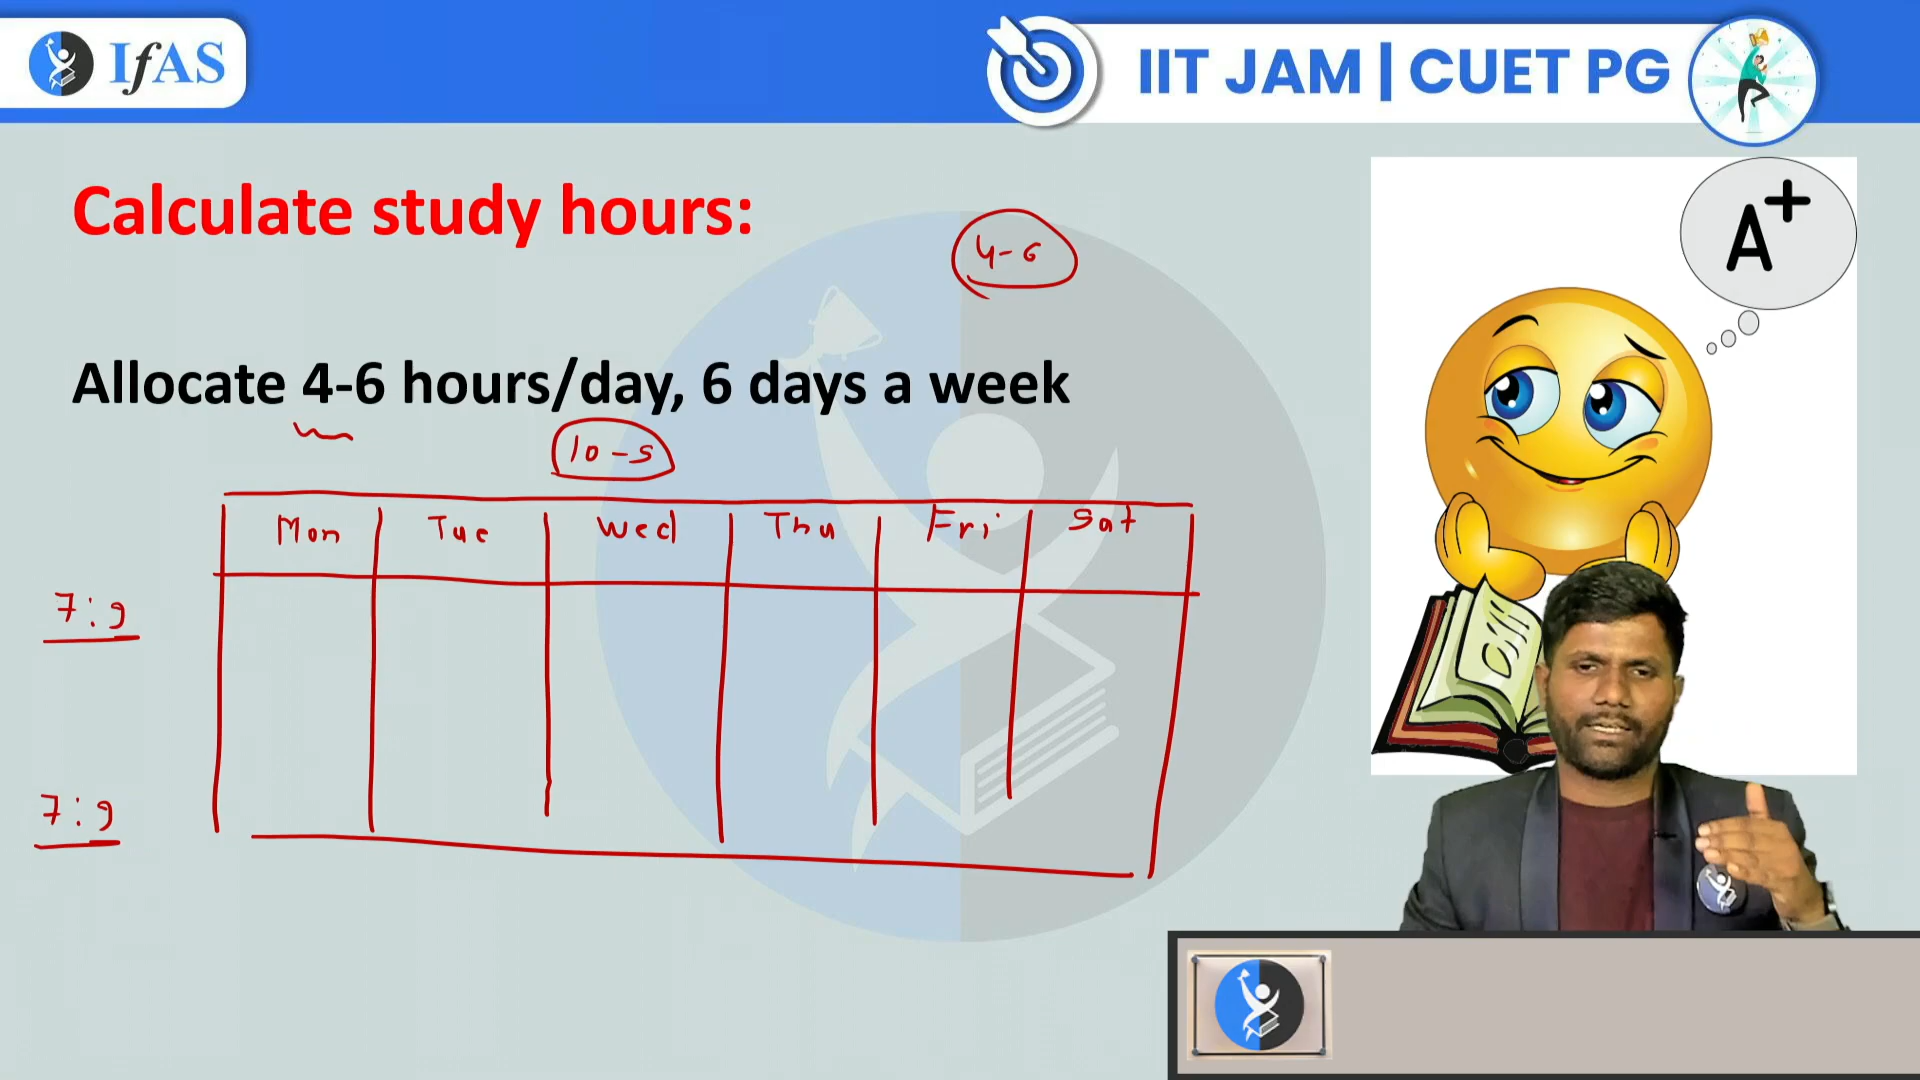 IfAS
IIT JAM | CUET PG
A+
Calculate study hours:
4-6
Allocate 4-6 hours/day, 6 days a week
10-5
Mon Tue Wed Thu Fri Sat
7:9
7:9